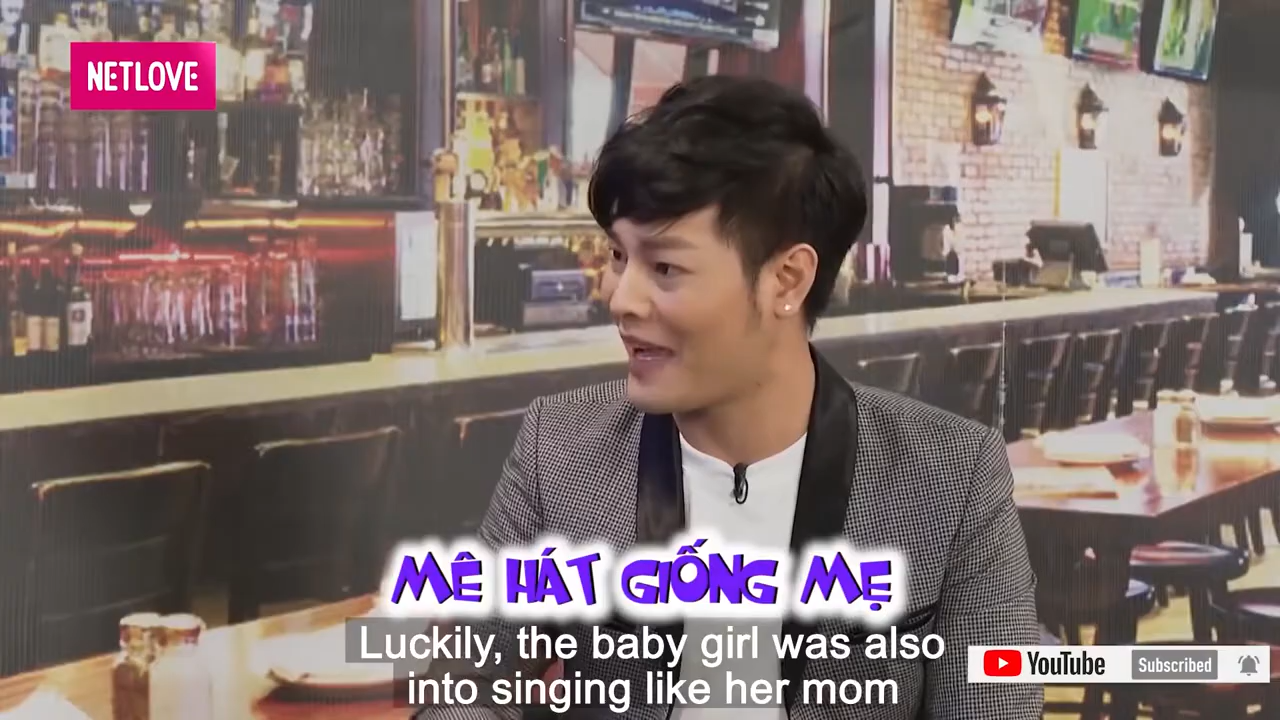 NETLOVE
MÊ HÁT GIỐNG MẸ
Luckily, the baby girl was also
into singing like her mom
YouTube
Subscribed